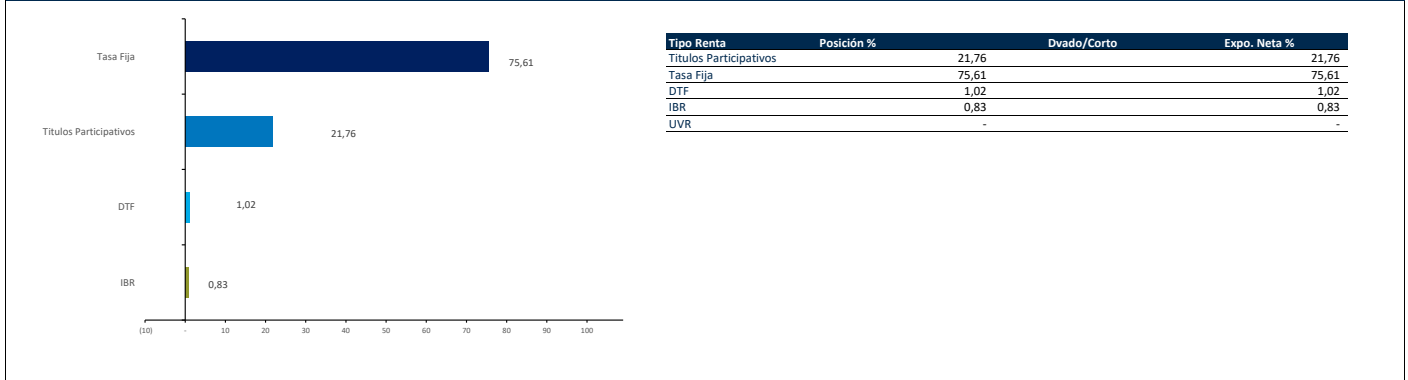 Tasa Fija
75,61
Titulos Participativos
21,76
DTF
1,02
IBR
0,83
(10) - 10 20 30 40 50 60 70 80 90 100
Tipo Renta Posición % Dvado/Corto Expo. Neta %
Titulos Participativos 21,76 21,76
Tasa Fija 75,61 75,61
DTF 1,02 1,02
IBR 0,83 0,83
UVR - -